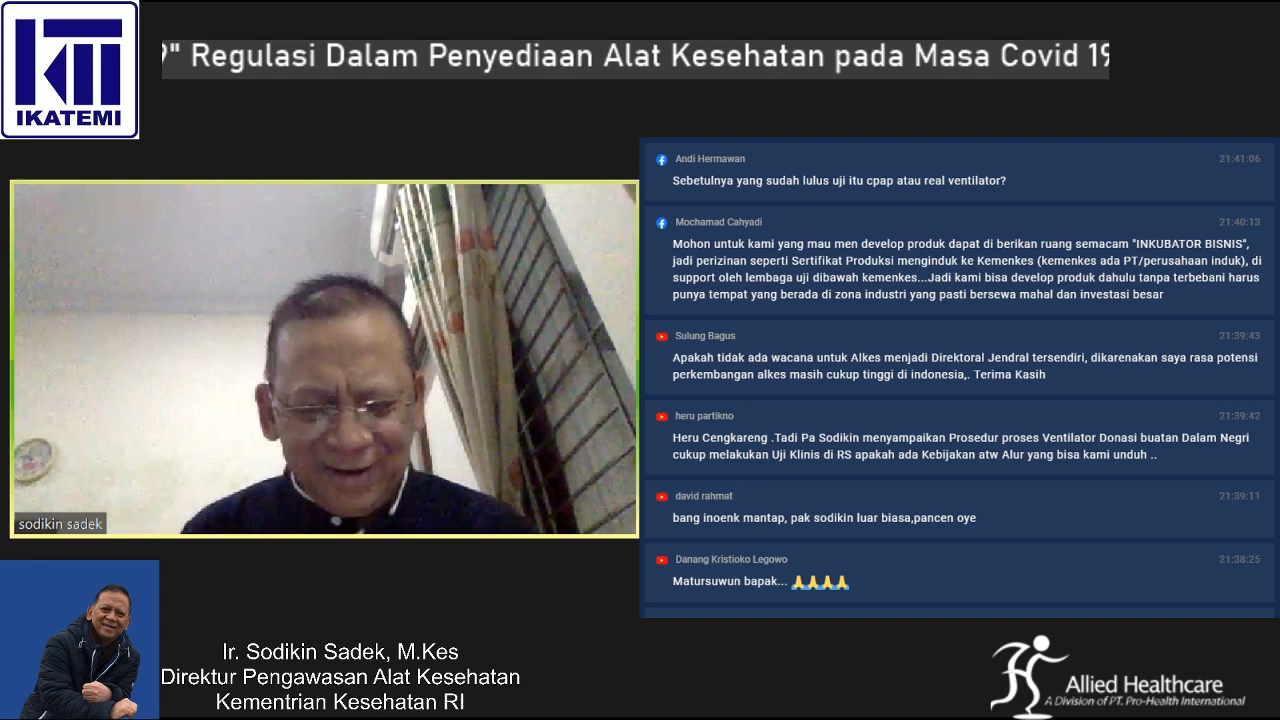 IKATEMI
" Regulasi Dalam Penyediaan Alat Kesehatan pada Masa Covid 19
Andi Hermawan 21:41:06
Sebetulnya yang sudah lulus uji itu cpap atau real ventilator?
Mochamad Cahyadi 21:40:13
Mohon untuk kami yang mau men develop produk dapat di berikan ruang semacam "INKUBATOR BISNIS",
jadi perizinan seperti Sertifikat Produksi menginduk ke Kemenkes (kemenkes ada PT/perusahaan induk), di
support oleh lembaga uji dibawah kemenkes...Jadi kami bisa develop produk dahulu tanpa terbebani harus
punya tempat yang berada di zona industri yang pasti bersewa mahal dan investasi besar
Sulung Bagus 21:39:43
Apakah tidak ada wacana untuk Alkes menjadi Direktoral Jendral tersendiri, dikarenakan saya rasa potensi
perkembangan alkes masih cukup tinggi di indonesia,. Terima Kasih
heru partikno 21:39:42
Heru Cengkareng .Tadi Pa Sodikin menyampaikan Prosedur proses Ventilator Donasi buatan Dalam Negri
cukup melakukan Uji Klinis di RS apakah ada Kebijakan atw Alur yang bisa kami unduh ..
david rahmat 21:39:11
bang inoenk mantap, pak sodikin luar biasa,pancen oye
Danang Kristioko Legowo 21:38:25
Matursuwun bapak... 🙏🙏🙏🙏
sodikin sadek
Ir. Sodikin Sadek, M.Kes
Direktur Pengawasan Alat Kesehatan
Kementrian Kesehatan RI
Allied Healthcare
A Division of PT. Pro-Health International